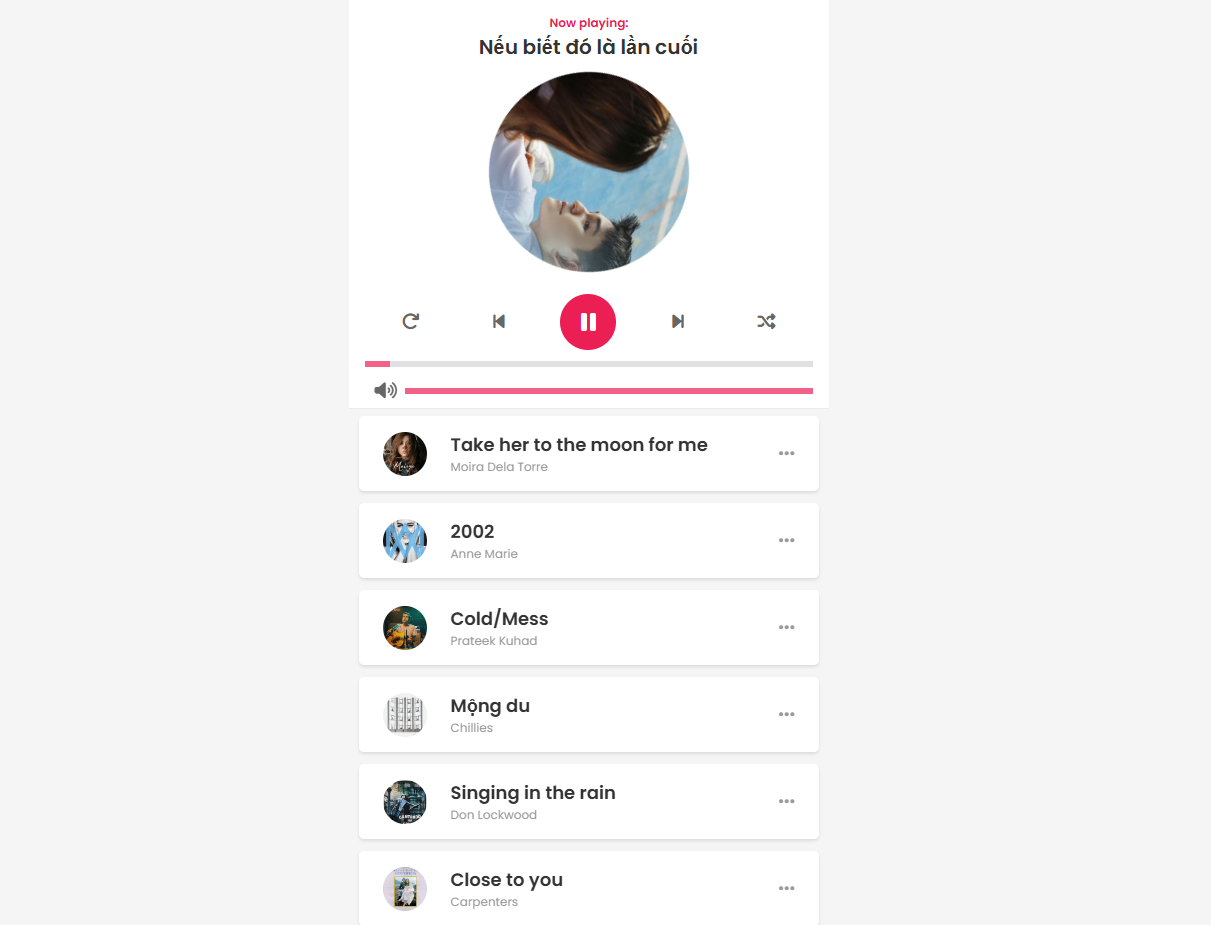 Now playing:
Nếu biết đó là lần cuối
Take her to the moon for me
Moira Dela Torre
2002
Anne Marie
Cold/Mess
Prateek Kuhad
Mộng du
Chillies
Singing in the rain
Don Lockwood
Close to you
Carpenters